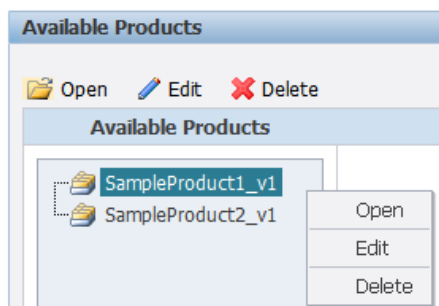 Available Products
Open Edit Delete
Available Products
SampleProduct1_v1
SampleProduct2_v1
Open
Edit
Delete